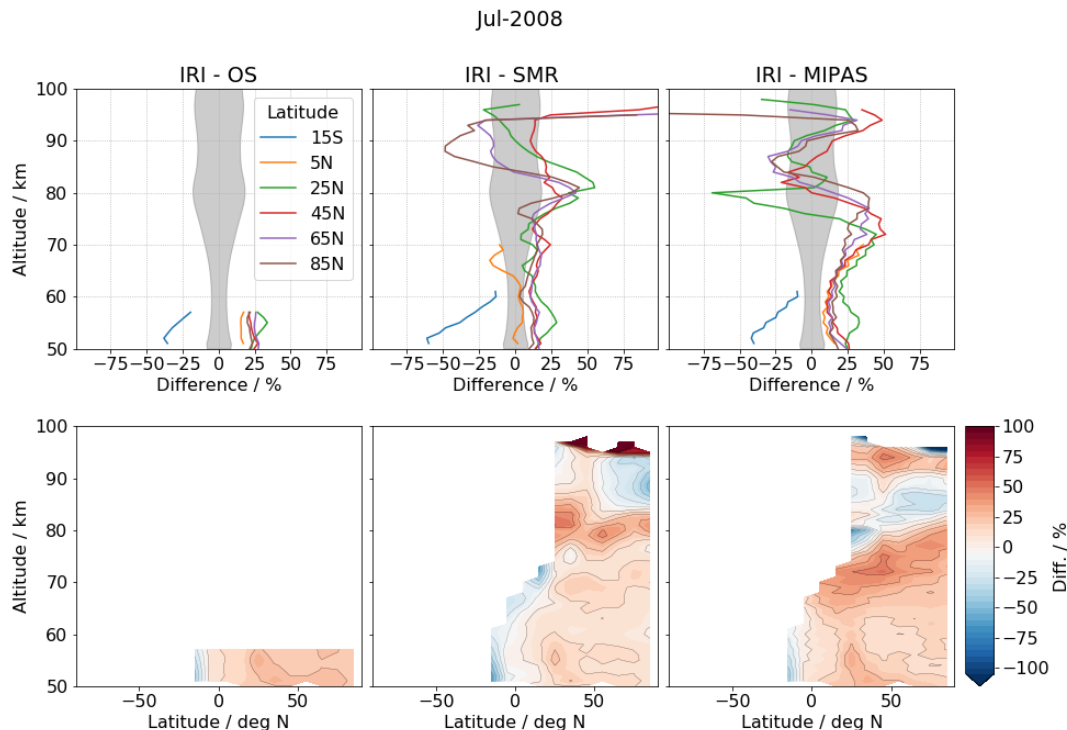 Jul-2008
IRI - OS
IRI - SMR
IRI - MIPAS
Altitude / km
100
90
80
70
60
50
Latitude
15S
5N
25N
45N
65N
85N
−75 −50 −25 0 25 50 75
−75 −50 −25 0 25 50 75
−75 −50 −25 0 25 50 75
Difference / %
Difference / %
Difference / %
Altitude / km
100
90
80
70
60
50
−50 0 50
−50 0 50
−50 0 50
Latitude / deg N
Latitude / deg N
Latitude / deg N
100
75
50
25
0
−25
−50
−75
−100
Diff. / %